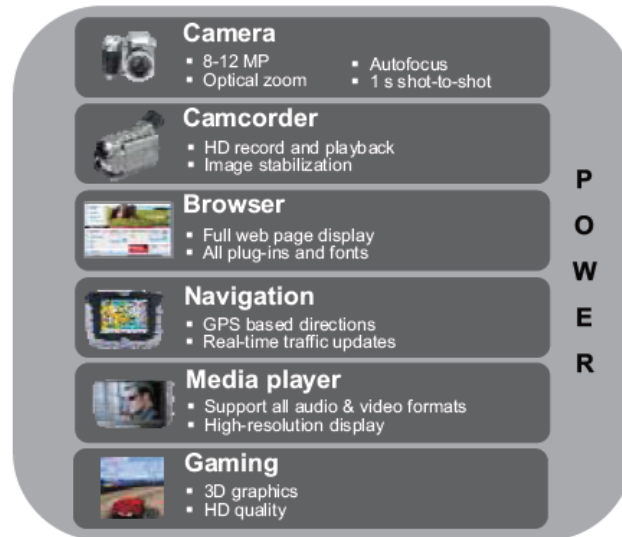 Camera
▪ 8-12 MP
▪ Optical zoom
▪ Autofocus
▪ 1 s shot-to-shot
Camcorder
▪ HD record and playback
▪ Image stabilization
Browser
▪ Full web page display
▪ All plug-ins and fonts
Navigation
▪ GPS based directions
▪ Real-time traffic updates
Media player
▪ Support all audio & video formats
▪ High-resolution display
Gaming
▪ 3D graphics
▪ HD quality
P
O
W
E
R